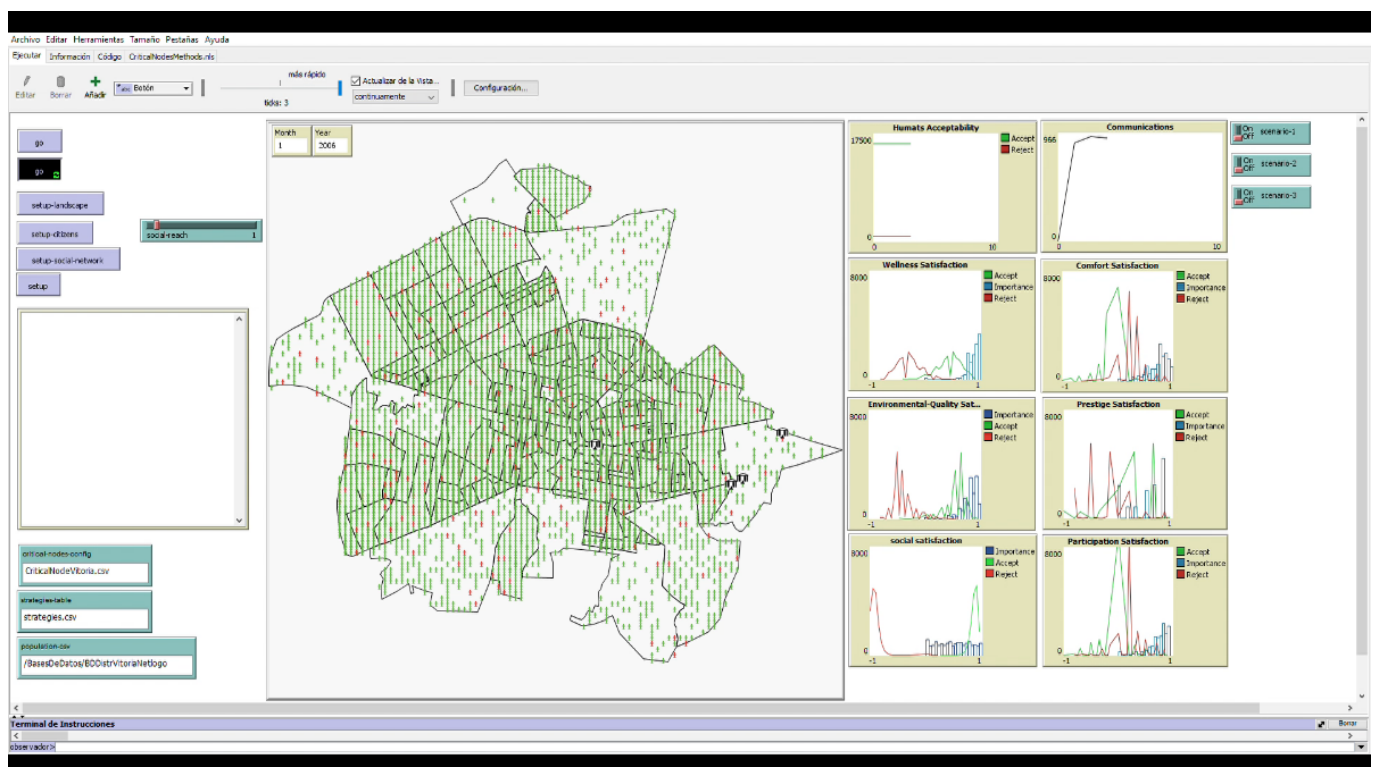 Archivo Editar Herramientas Tamaño Pestañas Ayuda
Ejecutar Información Código CriticalNodesMethods.nls
Editar Borrar Añadir abc Botón
más rápido
ticks: 3
Actualizar de la Vista...
continuamente
Configuración...
go
go
setup-landscape
setup-citizens
social-reach 1
setup-social-network
setup
critical-nodes-config
CriticalNodeVitoria.csv
strategies-table
strategies.csv
population-csv
/BasesDeDatos/BDDistrVitoriaNetlogo
Month
1
Year
2006
Humats Acceptability
17500
0
0 10
Accept
Reject
Communications
966
0
0 10
On
Off
scenario-1
On
Off
scenario-2
On
Off
scenario-3
Wellness Satisfaction
8000
0
-1 1
Accept
Importance
Reject
Comfort Satisfaction
8000
0
-1 1
Accept
Importance
Reject
Environmental-Quality Sat...
8000
0
-1 1
Importance
Accept
Reject
Prestige Satisfaction
8000
0
-1 1
Accept
Importance
Reject
social satisfaction
8000
0
-1 1
Importance
Accept
Reject
Participation Satisfaction
8000
0
-1 1
Accept
Importance
Reject
Terminal de Instrucciones
Borrar
observador>